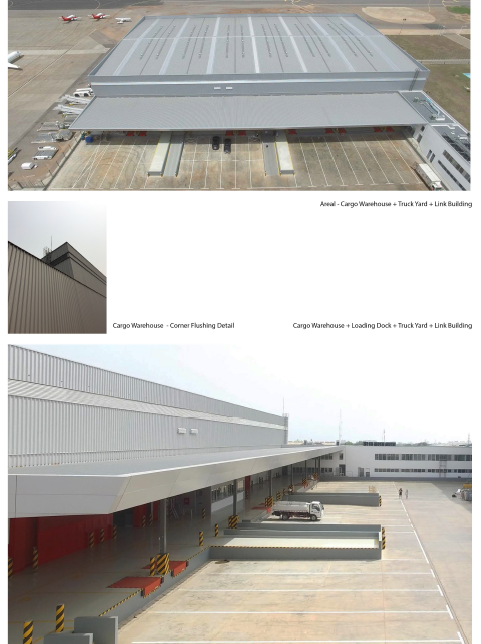 Areal - Cargo Warehouse + Truck Yard + Link Building
Cargo Warehouse - Corner Flushing Detail
Cargo Warehouse + Loading Dock + Truck Yard + Link Building